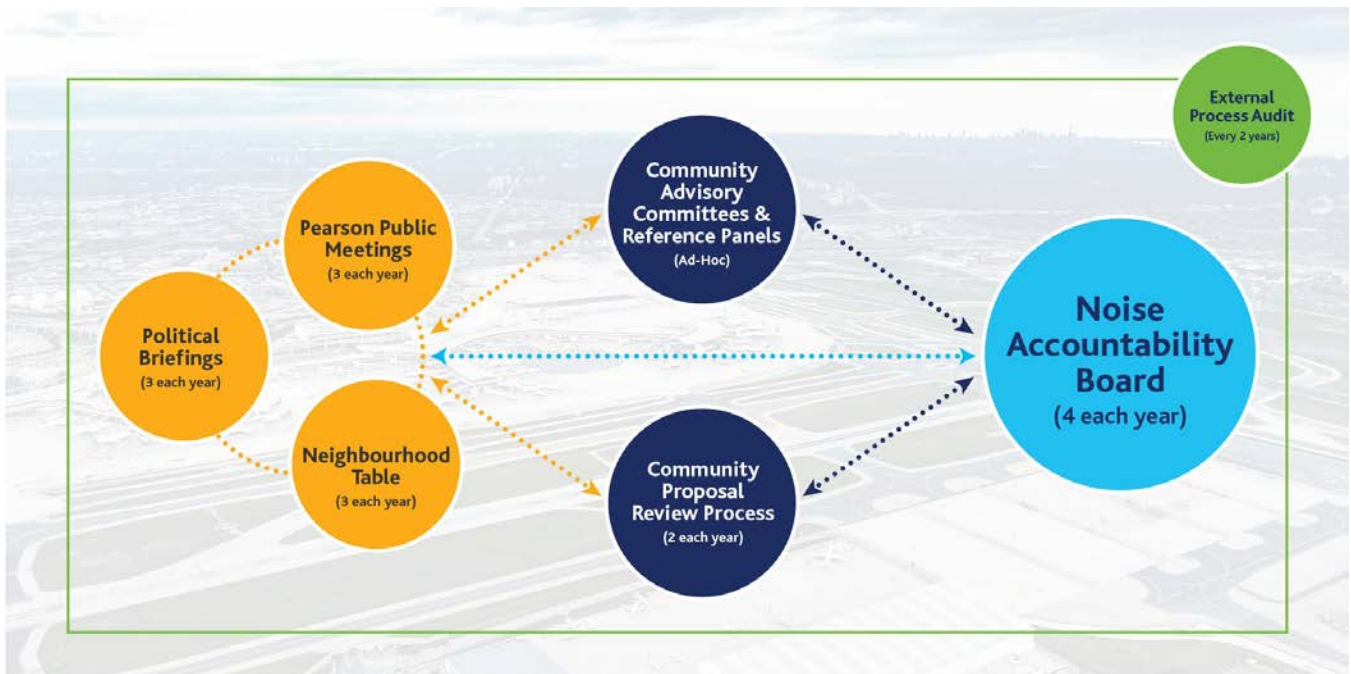 External
Process Audit
(Every 2 years)
Community
Advisory
Committees &
Reference Panels
(Ad-Hoc)
Pearson Public
Meetings
(3 each year)
Political
Briefings
(3 each year)
Neighbourhood
Table
(3 each year)
Community
Proposal
Review Process
(2 each year)
Noise
Accountability
Board
(4 each year)